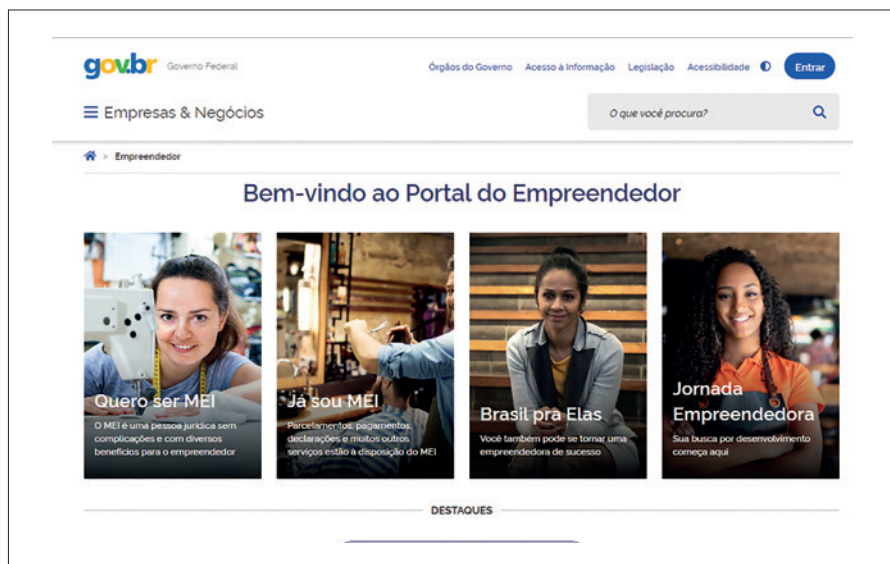 gov.br Governo Federal
Órgãos do Governo Acesso à Informação Legislação Acessibilidade Entrar
Empresas & Negócios
O que você procura?
> Empreendedor
Bem-vindo ao Portal do Empreendedor
Quero ser MEI
O MEI é uma pessoa jurídica sem
complicações e com diversos
benefícios para o empreendedor
Já sou MEI
Parcelamentos, pagamentos,
declarações e muitos outros
serviços estão à disposição do MEI
Brasil pra Elas
Você também pode se tornar uma
empreendedora de sucesso
Jornada
Empreendedora
Sua busca por desenvolvimento
começa aqui
DESTAQUES